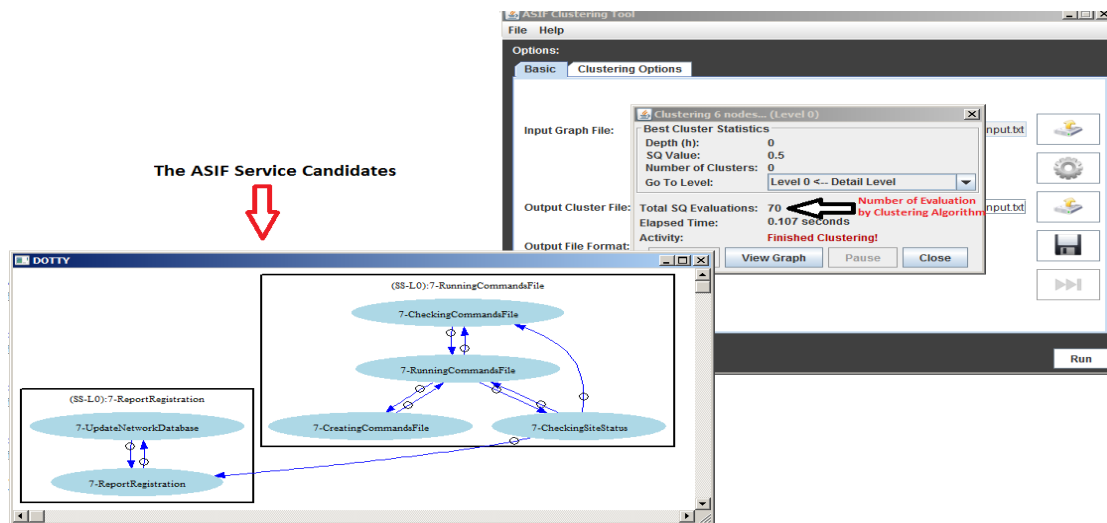 ASIF Clustering Tool
File Help
Options:
Basic Clustering Options
Input Graph File:
nput.txt
Clustering 6 nodes... (Level 0)
Best Cluster Statistics
Depth (h): 0
SQ Value: 0.5
Number of Clusters: 0
Go To Level: Level 0 <-- Detail Level
Total SQ Evaluations: 70
Number of Evaluation
by Clustering Algorithm
Elapsed Time: 0.107 seconds
Activity: Finished Clustering!
View Graph Pause Close
Output Cluster File:
nput.txt
Output File Format:
Run
The ASIF Service Candidates
DOTTY
(SS-L0):7-RunningCommandsFile
7-CheckingCommandsFile
7-RunningCommandsFile
7-CreatingCommandsFile
7-CheckingSiteStatus
(SS-L0):7-ReportRegistration
7-UpdateNetworkDatabase
7-ReportRegistration